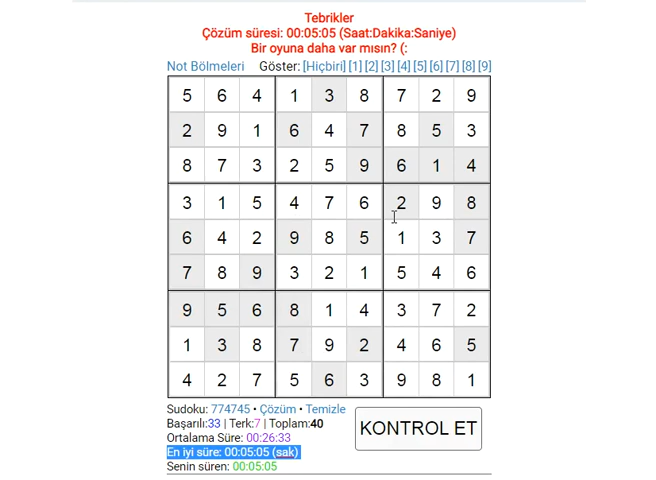 Tebrikler
Çözüm süresi: 00:05:05 (Saat:Dakika:Saniye)
Bir oyuna daha var mısın? (:
Not Bölmeleri Göster: [Hiçbiri] [1] [2] [3] [4] [5] [6] [7] [8] [9]
5 6 4 1 3 8 7 2 9
2 9 1 6 4 7 8 5 3
8 7 3 2 5 9 6 1 4
3 1 5 4 7 6 2 9 8
6 4 2 9 8 5 1 3 7
7 8 9 3 2 1 5 4 6
9 5 6 8 1 4 3 7 2
1 3 8 7 9 2 4 6 5
4 2 7 5 6 3 9 8 1
Sudoku: 774745 • Çözüm • Temizle
Başarılı:33 | Terk:7 | Toplam:40
Ortalama Süre: 00:26:33
En iyi süre: 00:05:05 (sak)
Senin süren: 00:05:05
KONTROL ET